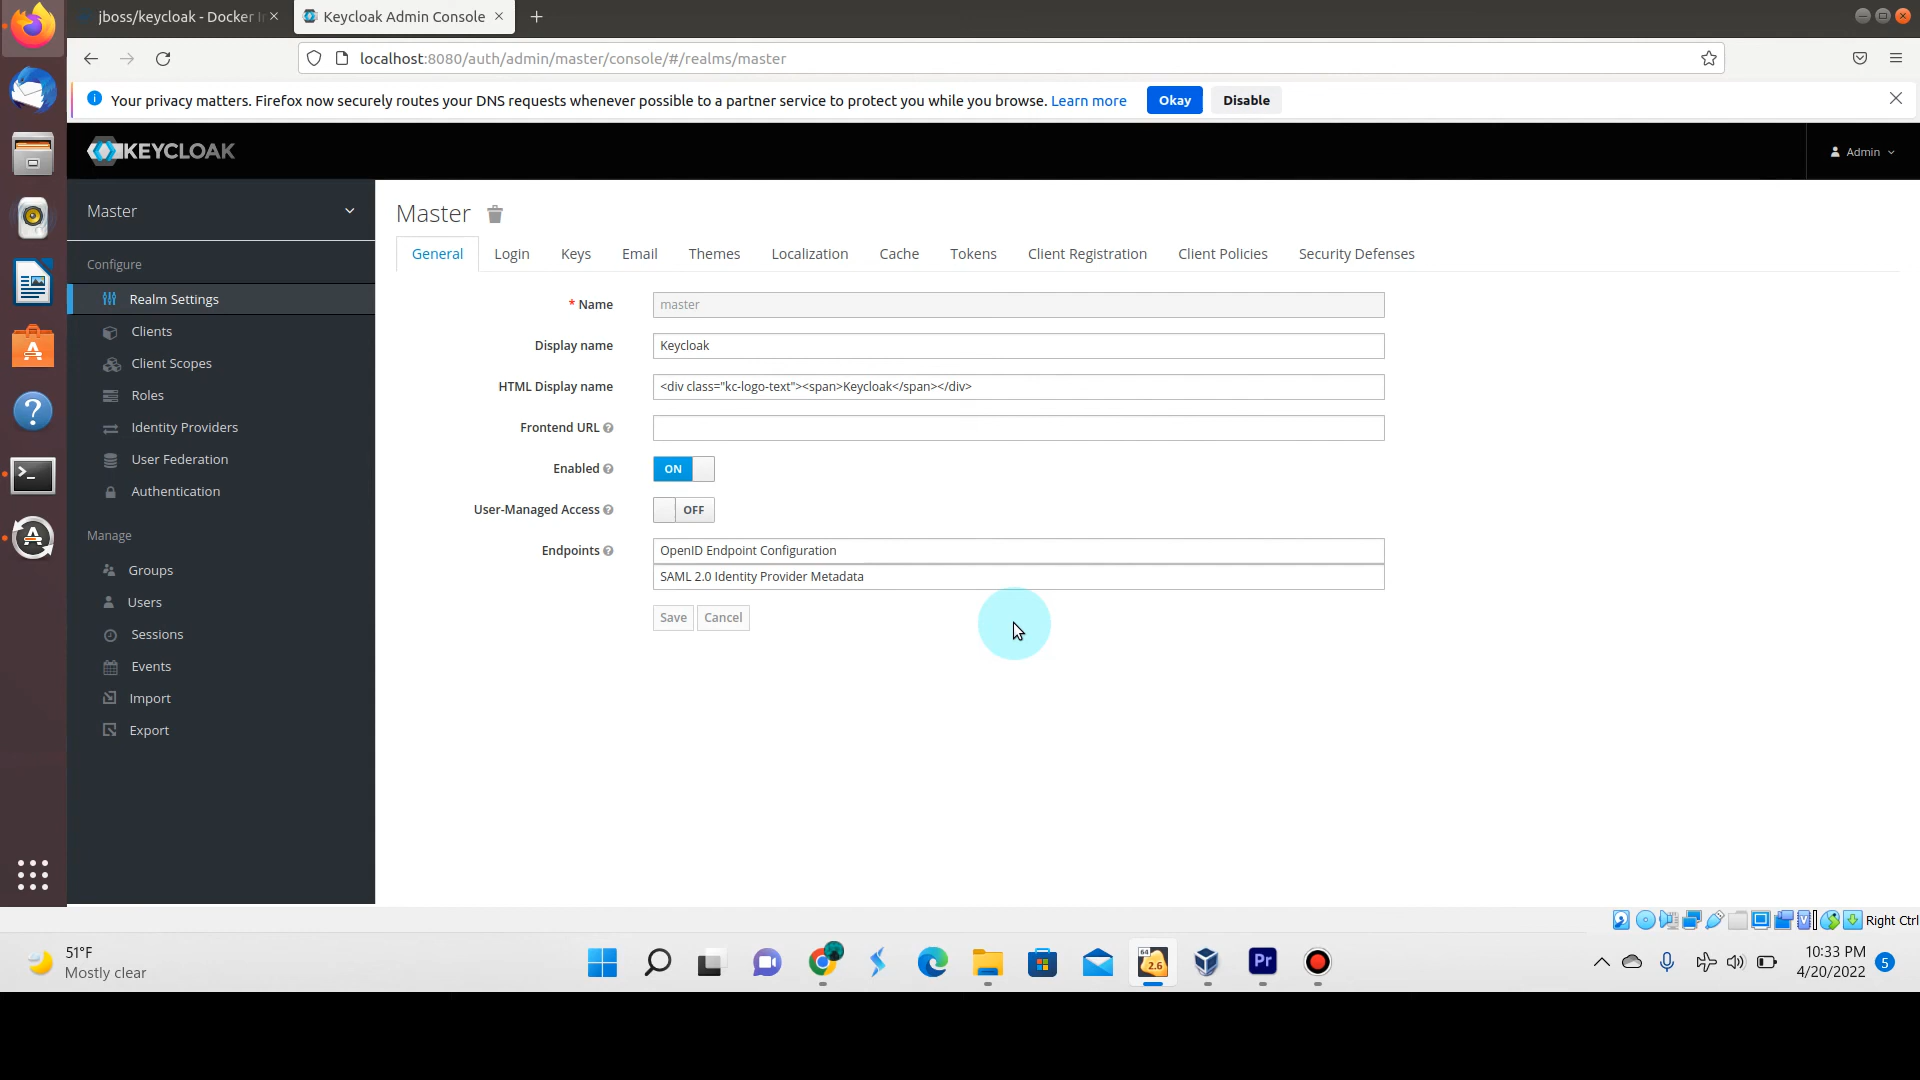 jboss/keycloak - Docker I
Keycloak Admin Console
localhost:8080/auth/admin/master/console/#/realms/master
Your privacy matters. Firefox now securely routes your DNS requests whenever possible to a partner service to protect you while you browse. Learn more
Okay
Disable
KEYCLOAK
Admin
Master
Configure
Realm Settings
Clients
Client Scopes
Roles
Identity Providers
User Federation
Authentication
Manage
Groups
Users
Sessions
Events
Import
Export
Master
General Login Keys Email Themes Localization Cache Tokens Client Registration Client Policies Security Defenses
* Name master
Display name Keycloak
HTML Display name <div class="kc-logo-text"><span>Keycloak</span></div>
Frontend URL
Enabled ON
User-Managed Access OFF
Endpoints OpenID Endpoint Configuration
SAML 2.0 Identity Provider Metadata
Save Cancel
Right Ctrl
51°F
Mostly clear
64
2.6
Pr
10:33 PM
4/20/2022
5